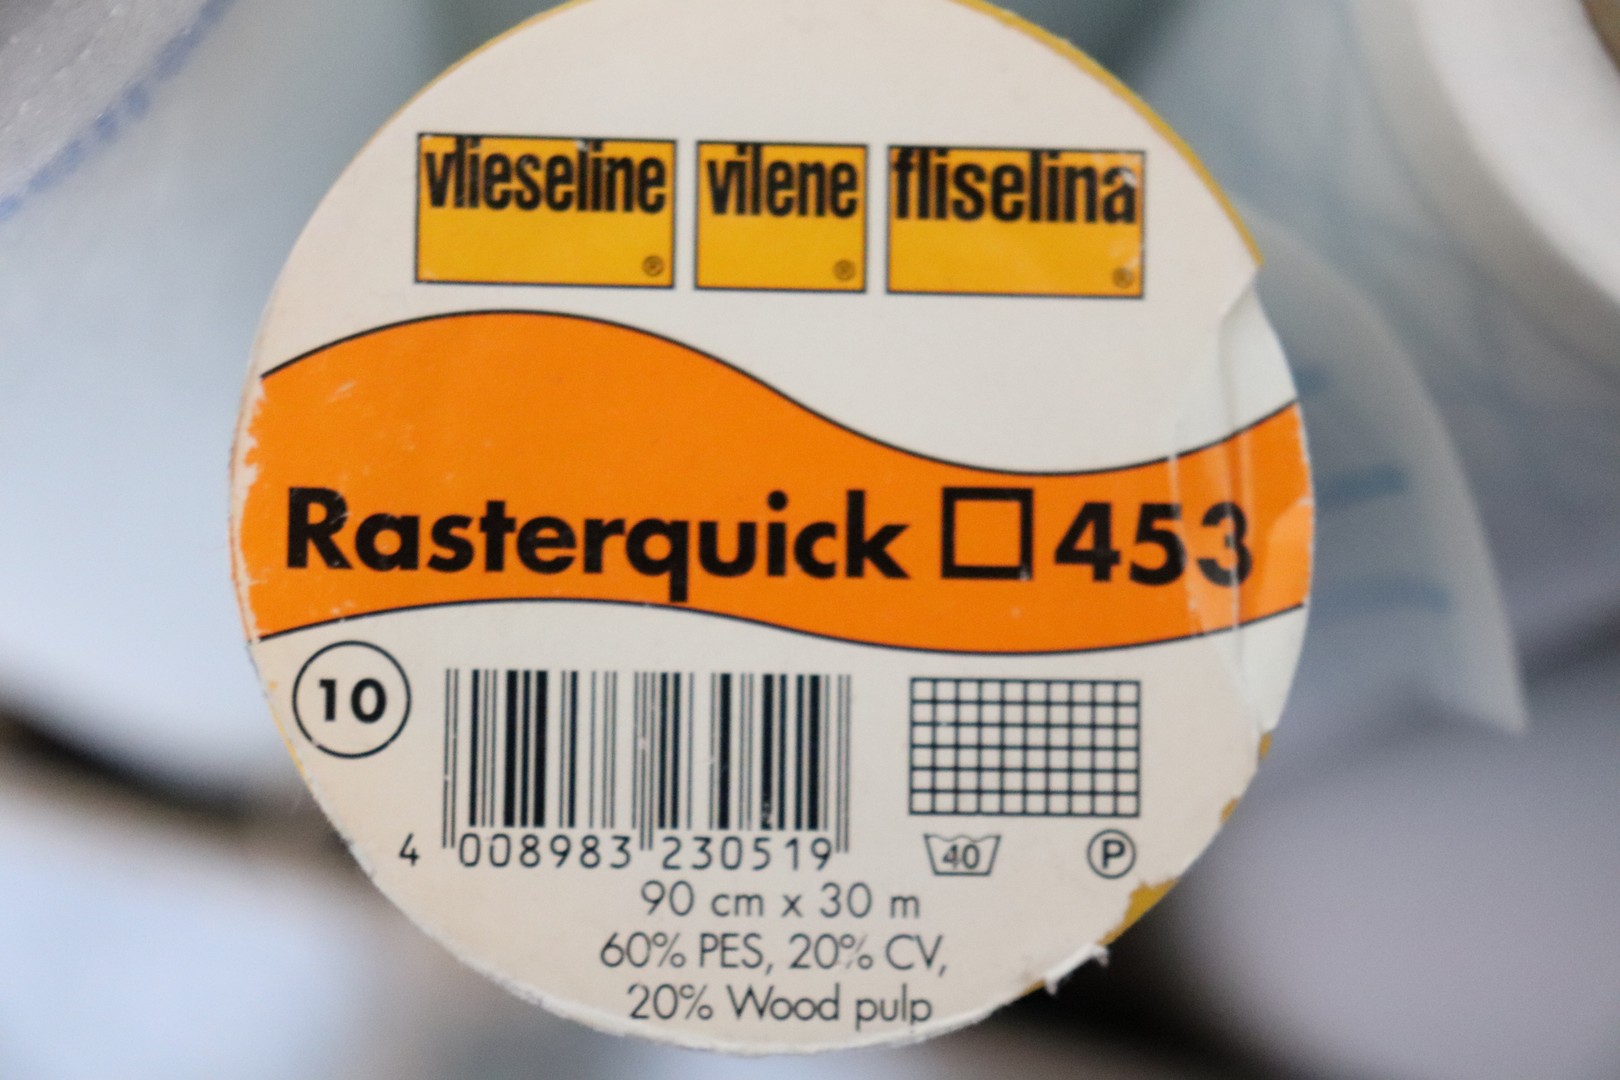 vlieseline ® vilene ® fliselina ®
Rasterquick □ 453
10
4 008983 230519
40 P
90 cm x 30 m
60% PES, 20% CV,
20% Wood pulp